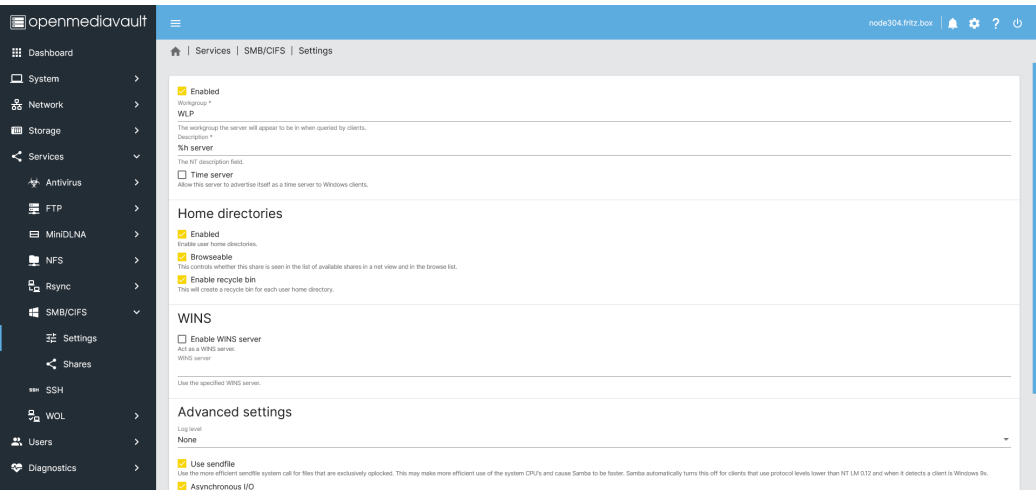 openmediavault
node304.fritz.box
Dashboard
System
Network
Storage
Services
Antivirus
FTP
MiniDLNA
NFS
Rsync
SMB/CIFS
Settings
Shares
SSH
SSH
WOL
Users
Diagnostics
| Services | SMB/CIFS | Settings
Enabled
Workgroup *
WLP
The workgroup the server will appear to be in when queried by clients.
Description *
%h server
The NT description field.
Time server
Allow this server to advertise itself as a time server to Windows clients.
Home directories
Enabled
Enable user home directories.
Browseable
This controls whether this share is seen in the list of available shares in a net view and in the browse list.
Enable recycle bin
This will create a recycle bin for each user home directory.
WINS
Enable WINS server
Act as a WINS server.
WINS server
Use the specified WINS server.
Advanced settings
Log level
None
Use sendfile
Use the more efficient sendfile system call for files that are exclusively oplocked. This may make more efficient use of the system CPU's and cause Samba to be faster. Samba automatically turns this off for clients that use protocol levels lower than NT LM 0.12 and when it detects a client is Windows 9x.
Asynchronous I/O